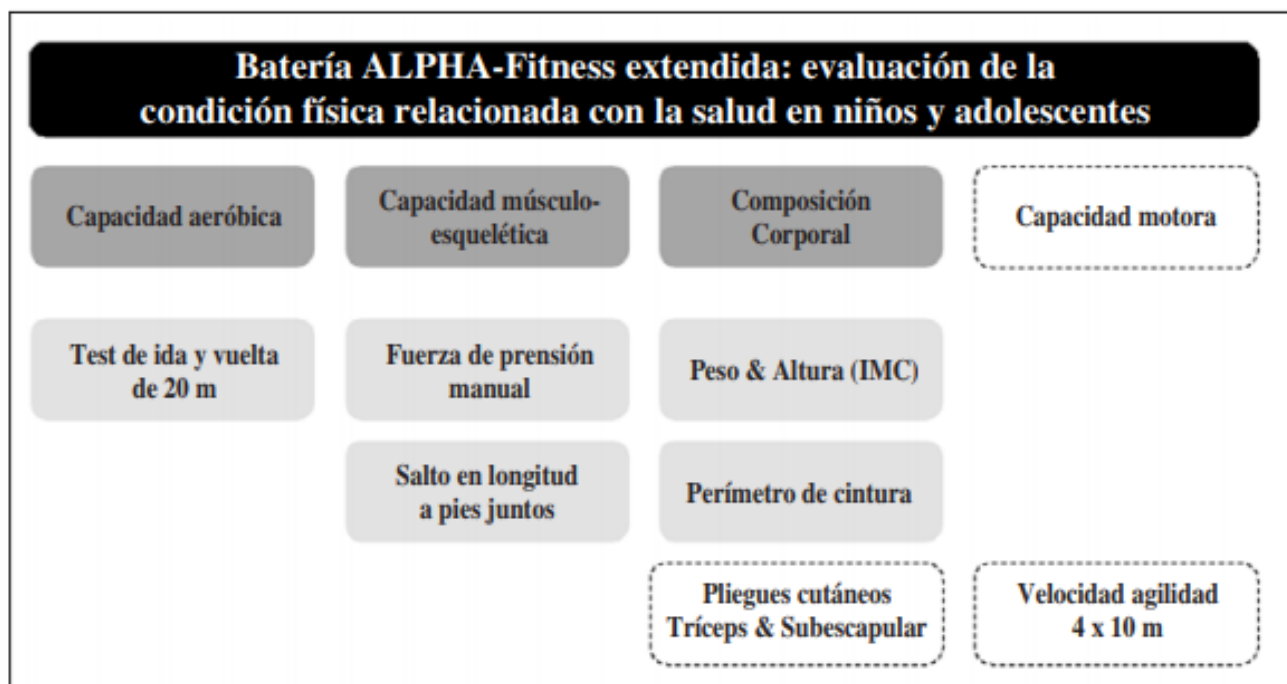 Batería ALPHA-Fitness extendida: evaluación de la
condición física relacionada con la salud en niños y adolescentes
Capacidad aeróbica
Capacidad músculo-
esquelética
Composición
Corporal
Capacidad motora
Test de ida y vuelta
de 20 m
Fuerza de prensión
manual
Peso & Altura (IMC)
Salto en longitud
a pies juntos
Perímetro de cintura
Pliegues cutáneos
Tríceps & Subescapular
Velocidad agilidad
4 x 10 m